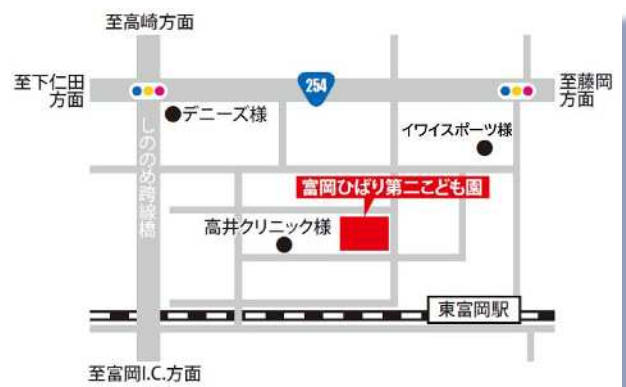 至高崎方面
至下仁田
方面
254
至藤岡
方面
デニーズ様
イワイスポーツ様
しののめ跨線橋
富岡ひばり第二こども園
高井クリニック様
東富岡駅
至富岡I.C.方面